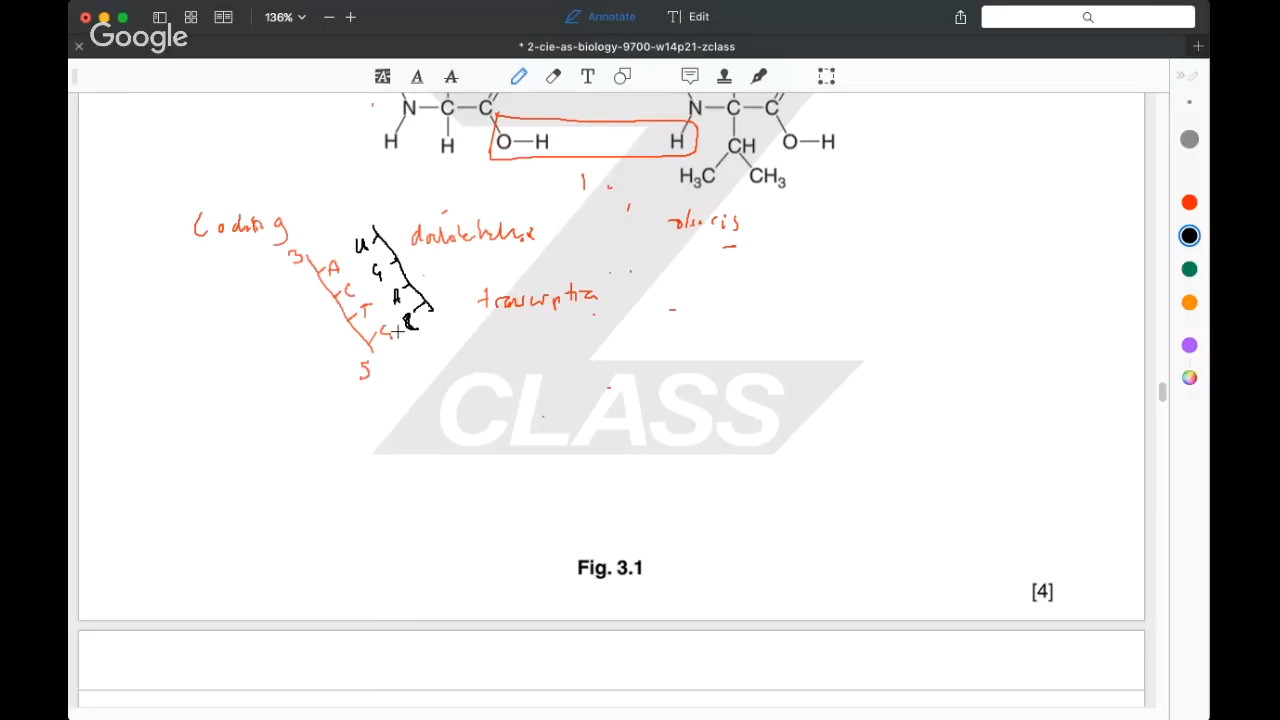 136%
Annotate
Edit
Google
* 2-cie-as-biology-9700-w14p21-zclass
N C C
H H O H
N C C
H CH O H
H3C CH3
1.
Coding
3 A C T G 5
U G A C
CLASS
Fig. 3.1
[4]